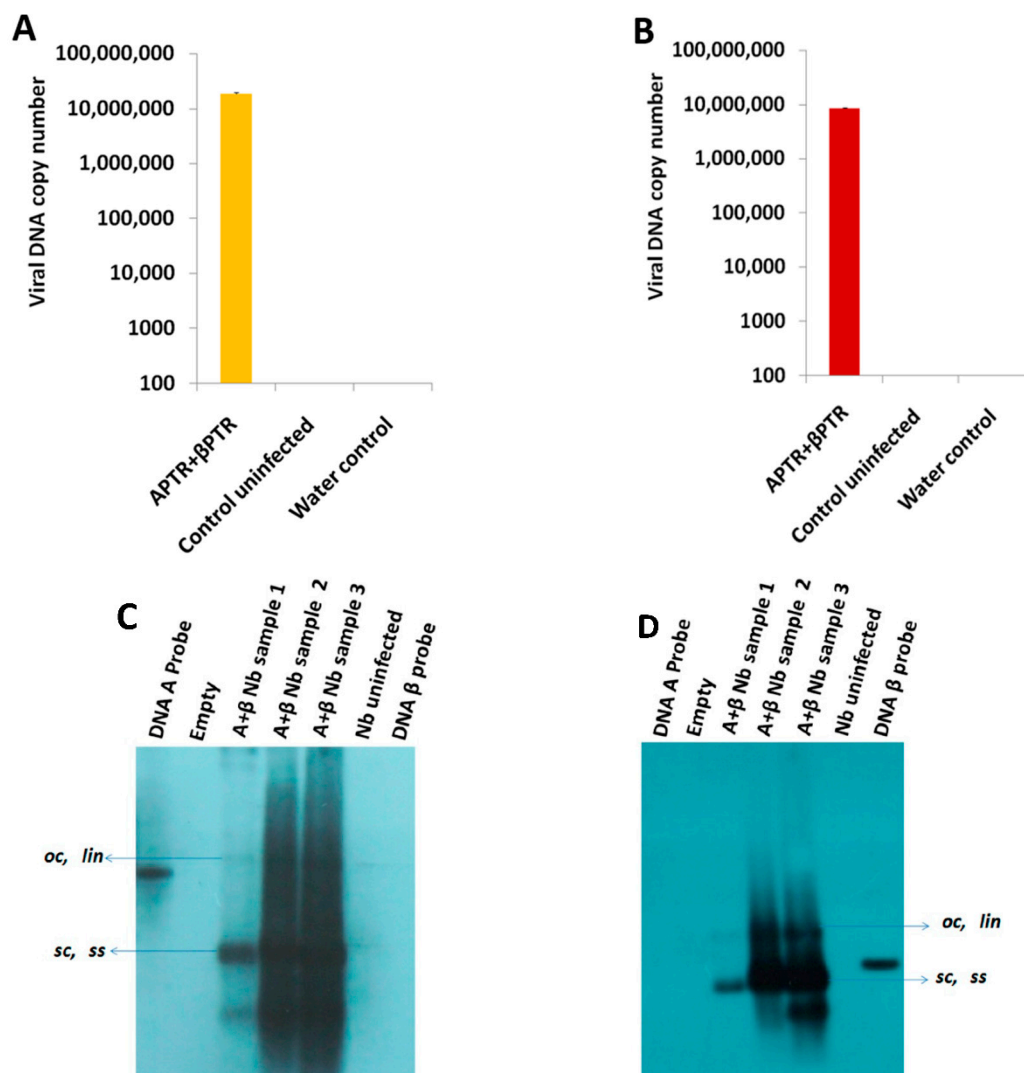 A
Viral DNA copy number
100,000,000
10,000,000
1,000,000
100,000
10,000
1000
100
APTR+βPTR
Control uninfected
Water control
B
Viral DNA copy number
100,000,000
10,000,000
1,000,000
100,000
10,000
1000
100
APTR+βPTR
Control uninfected
Water control
C
DNA A Probe
Empty
A+β Nb sample 1
A+β Nb sample 2
A+β Nb sample 3
Nb uninfected
DNA β probe
oc, lin
sc, ss
D
DNA A Probe
Empty
A+β Nb sample 1
A+β Nb sample 2
A+β Nb sample 3
Nb uninfected
DNA β probe
oc, lin
sc, ss